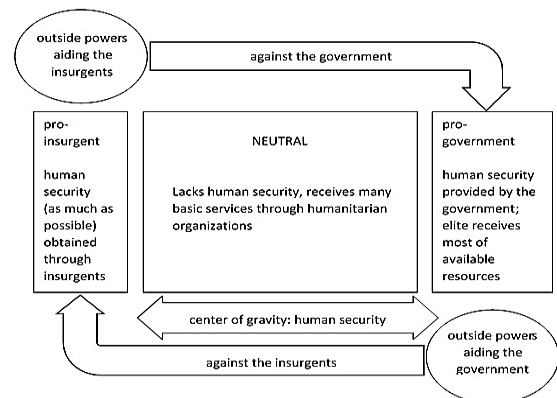 outside powers
aiding the
insurgents
against the government
pro-
insurgent
human
security
(as much as
possible)
obtained
through
insurgents
NEUTRAL
Lacks human security, receives many
basic services through humanitarian
organizations
pro-
government
human security
provided by the
government;
elite receives
most of
available
resources
center of gravity: human security
against the insurgents
outside powers
aiding the
government